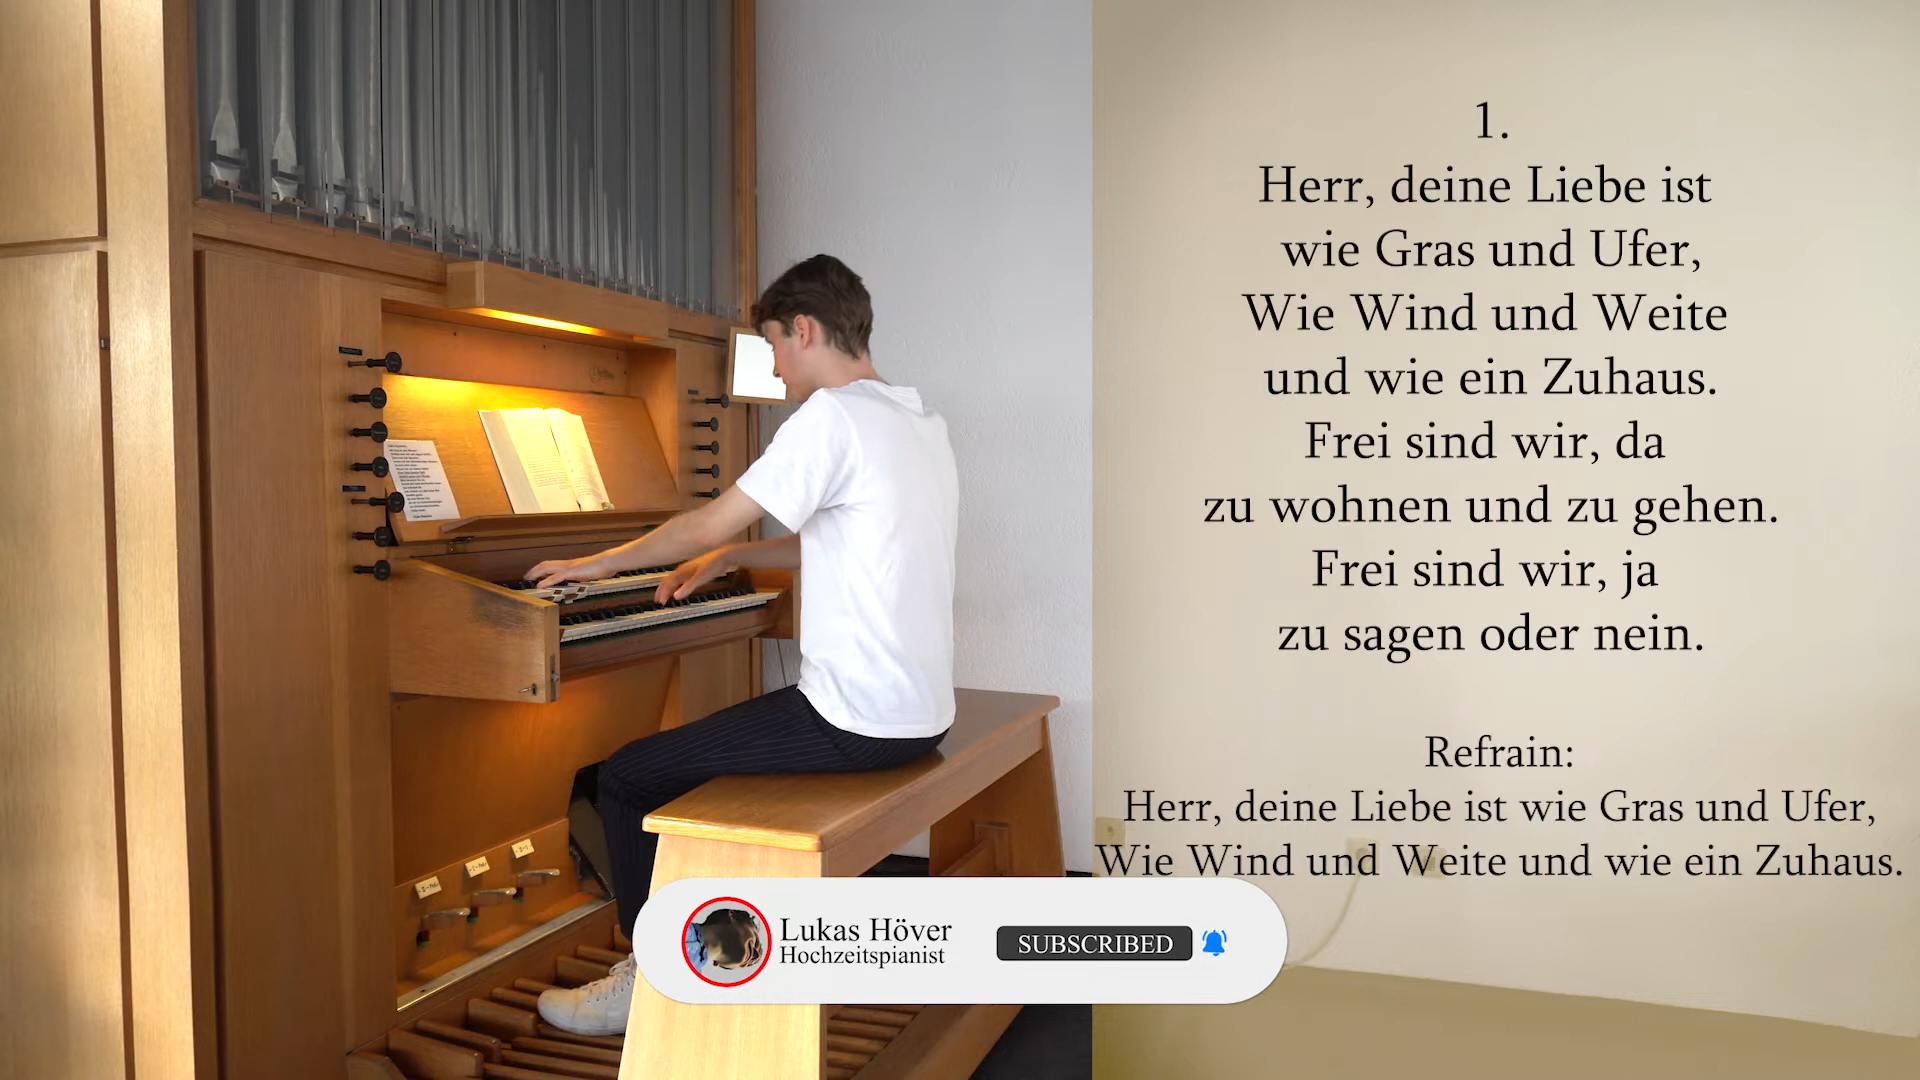 1.
Herr, deine Liebe ist
wie Gras und Ufer,
Wie Wind und Weite
und wie ein Zuhaus.
Frei sind wir, da
zu wohnen und zu gehen.
Frei sind wir, ja
zu sagen oder nein.
Refrain:
Herr, deine Liebe ist wie Gras und Ufer,
Wie Wind und Weite und wie ein Zuhaus.
Lukas Höver
Hochzeitspianist
SUBSCRIBED